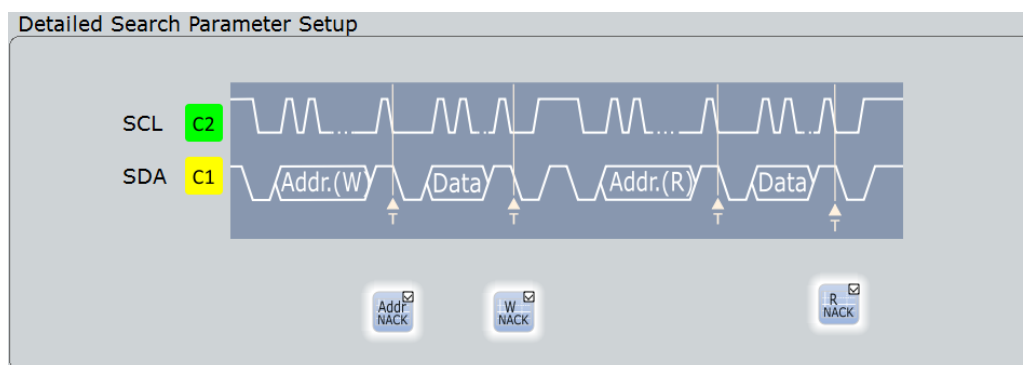 Detailed Search Parameter Setup
SCL C2
SDA C1 Addr.(W) Data Addr.(R) Data
T T T T
Addr NACK
W NACK
R NACK